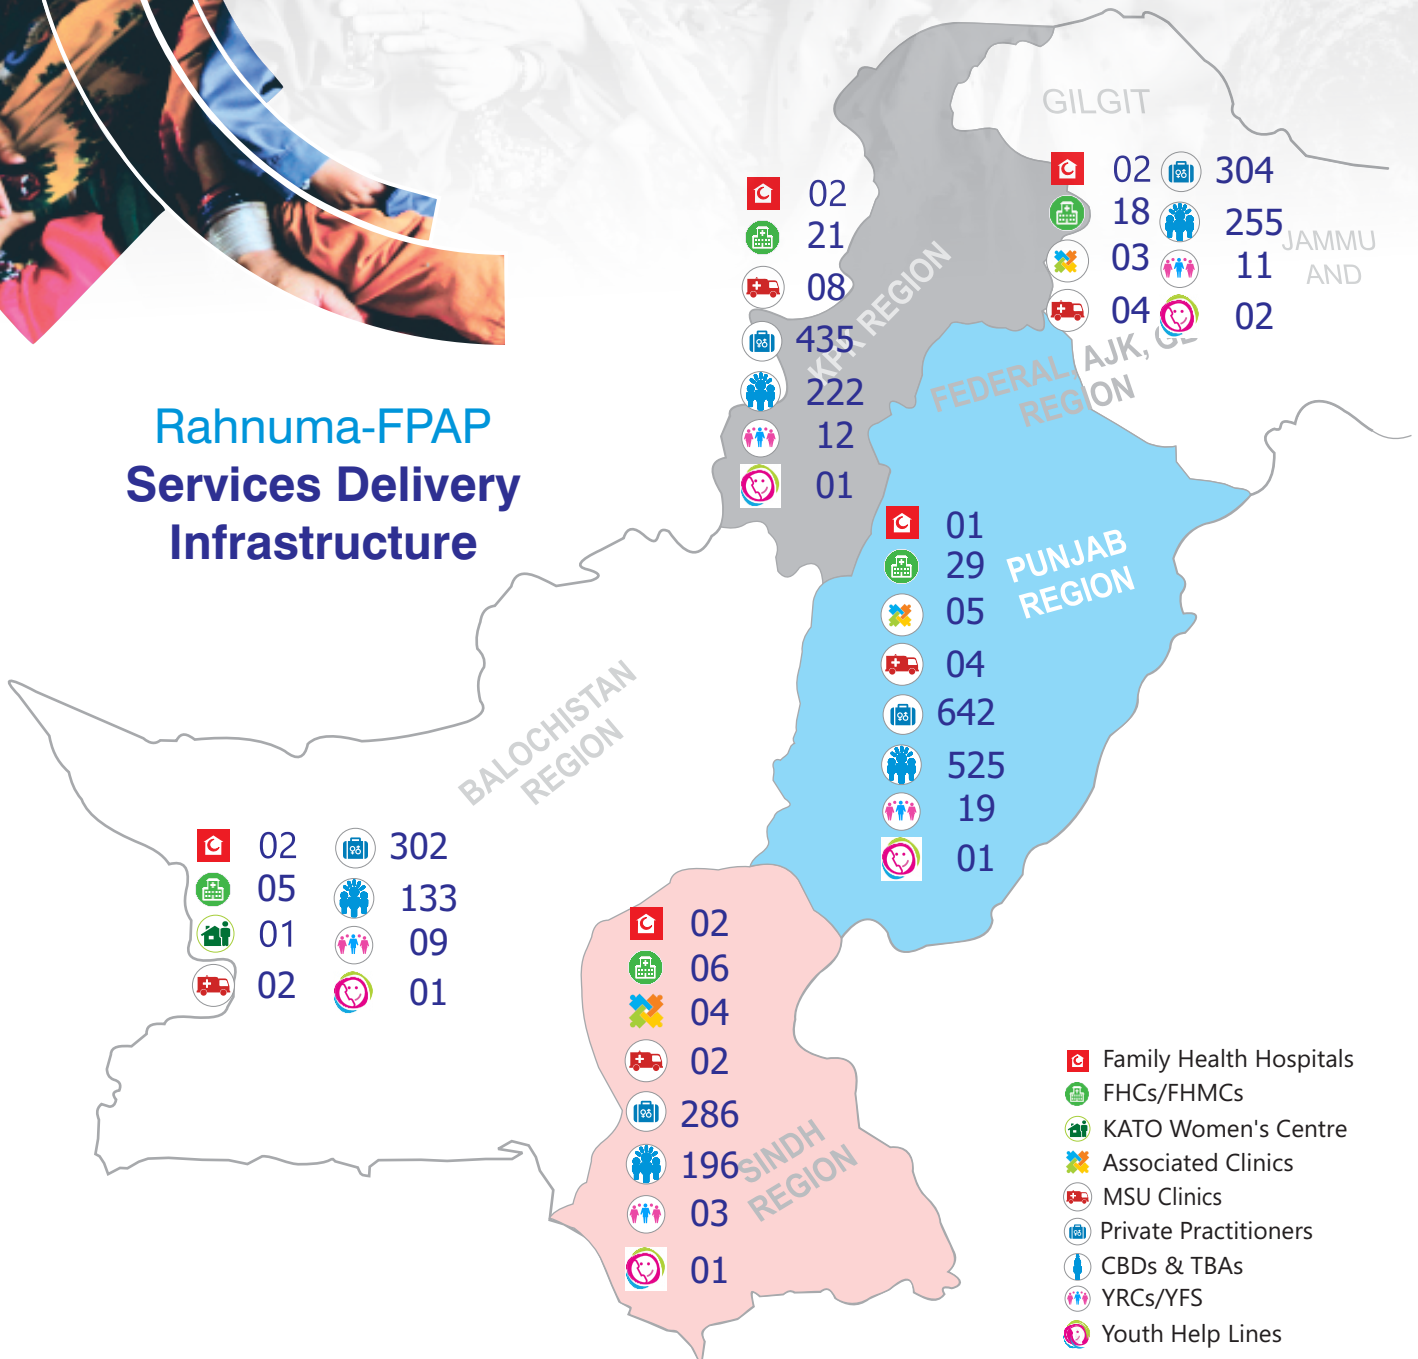 GILGIT
JAMMU
AND
02 304
18 255
03 11
04 02
FEDERAL, AJK,
REGION
KPK REGION
02
21
08
435
222
12
01
Rahnuma-FPAP
Services Delivery
Infrastructure
PUNJAB
REGION
01
29
05
04
642
525
19
01
BALOCHISTAN
REGION
02 302
05 133
01 09
02 01
SINDH
REGION
02
06
04
02
286
196
03
01
Family Health Hospitals
FHCs/FHMCs
KATO Women's Centre
Associated Clinics
MSU Clinics
Private Practitioners
CBDs & TBAs
YRCs/YFS
Youth Help Lines